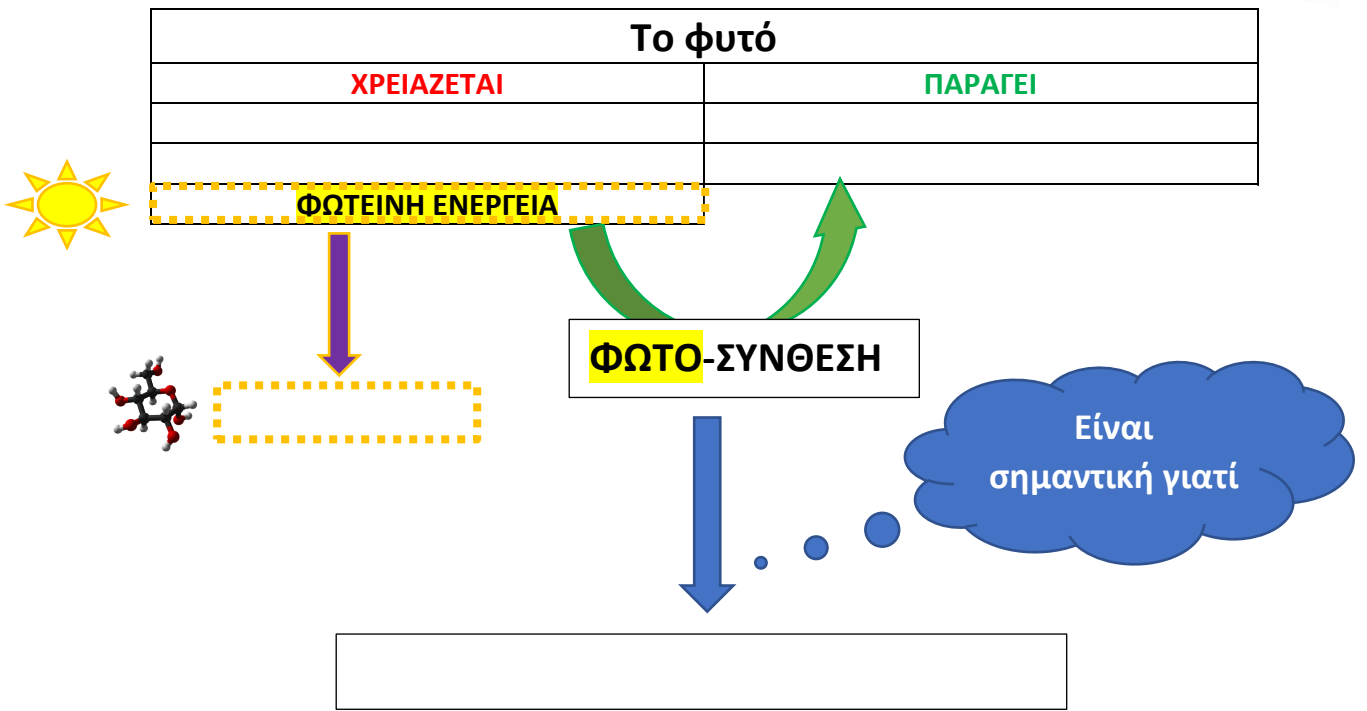 Το φυτό
ΧΡΕΙΑΖΕΤΑΙ
ΠΑΡΑΓΕΙ
ΦΩΤΕΙΝΗ ΕΝΕΡΓΕΙΑ
ΦΩΤΟ-ΣΥΝΘΕΣΗ
Είναι
σημαντική γιατί